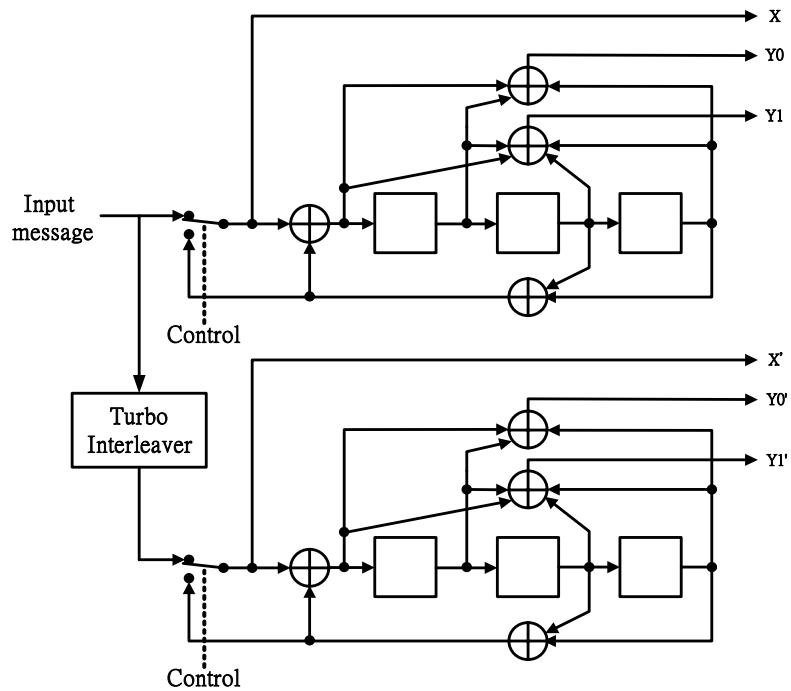 X
Y0
Y1
Input
message
Control
X'
Turbo
Interleaver
Y0'
Y1'
Control